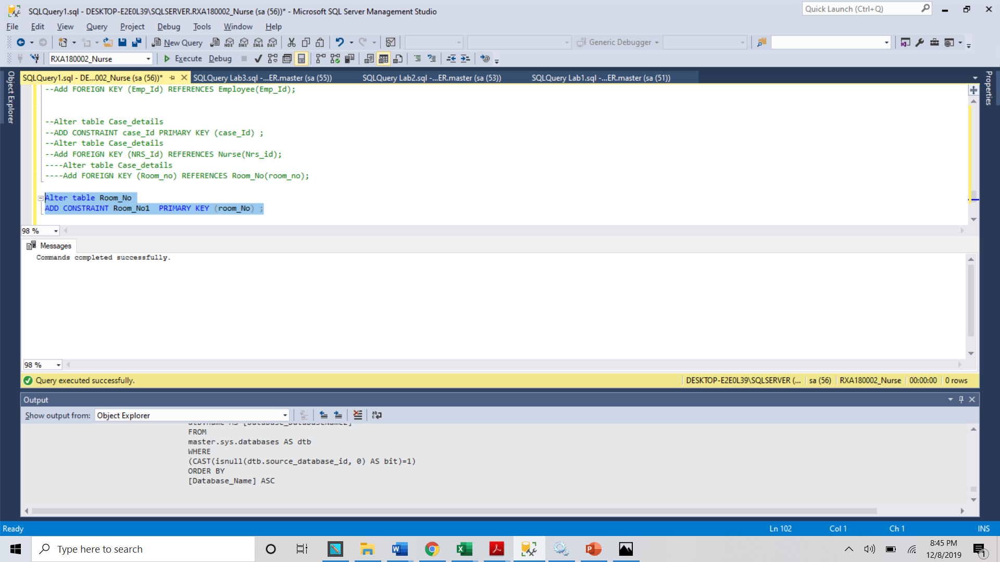 SQLQuery1.sql - DESKTOP-E2E0L39\SQLSERVER.RXA180002_Nurse (sa (56))* - Microsoft SQL Server Management Studio
Quick Launch (Ctrl+Q)
File Edit View Query Project Debug Tools Window Help
New Query
MDX DMX XMLA DAX
Generic Debugger
RXA180002_Nurse
Execute Debug
Object Explorer
SQLQuery1.sql - DE...002_Nurse (sa (56))*
SQLQuery Lab3.sql -...ER.master (sa (55))
SQLQuery Lab2.sql -...ER.master (sa (53))
SQLQuery Lab1.sql -...ER.master (sa (51))
Properties
--Add FOREIGN KEY (Emp_Id) REFERENCES Employee(Emp_Id);
--Alter table Case_details
--ADD CONSTRAINT case_Id PRIMARY KEY (case_Id) ;
--Alter table Case_details
--Add FOREIGN KEY (NRS_Id) REFERENCES Nurse(Nrs_id);
----Alter table Case_details
----Add FOREIGN KEY (Room_no) REFERENCES Room_No(room_no);
Alter table Room_No
ADD CONSTRAINT Room_No1  PRIMARY KEY (room_No) ;
98 %
Messages
Commands completed successfully.
98 %
Query executed successfully.
DESKTOP-E2E0L39\SQLSERVER (... sa (56) RXA180002_Nurse 00:00:00 0 rows
Output
Show output from: Object Explorer
FROM
master.sys.databases AS dtb
WHERE
(CAST(isnull(dtb.source_database_id, 0) AS bit)=1)
ORDER BY
[Database_Name] ASC
Ready
Ln 102 Col 1 Ch 1 INS
Type here to search
8:45 PM
12/8/2019
1